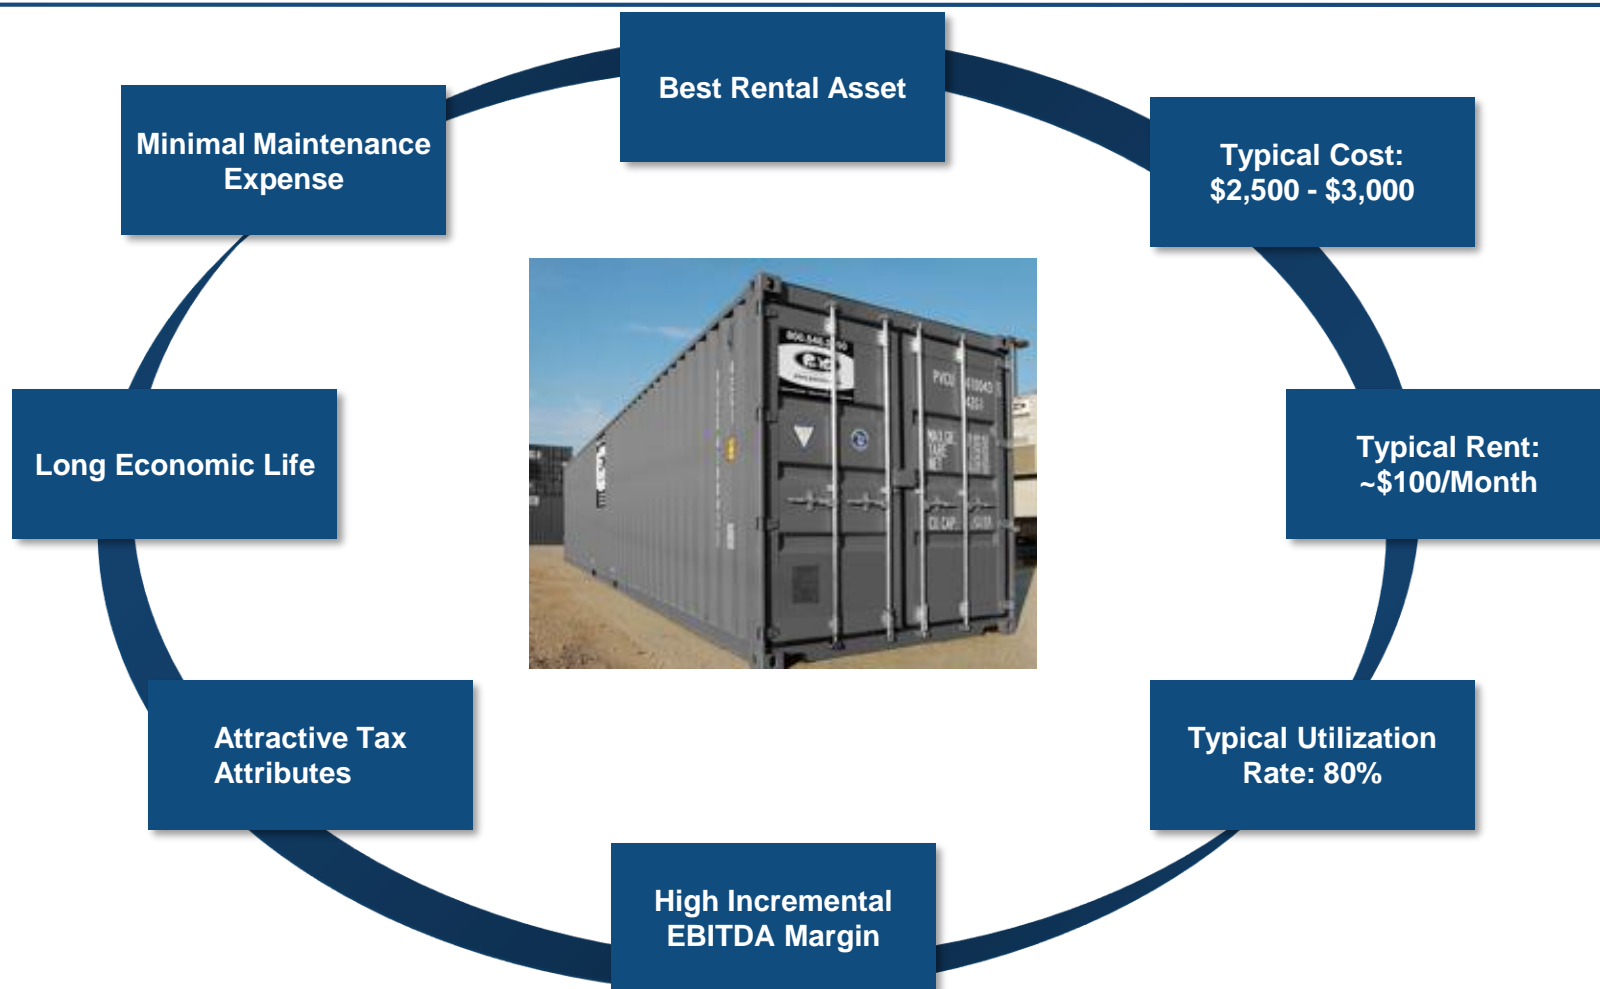 Best Rental Asset
Minimal Maintenance
Expense
Typical Cost:
$2,500 - $3,000
Long Economic Life
Typical Rent:
~$100/Month
Attractive Tax
Attributes
Typical Utilization
Rate: 80%
High Incremental
EBITDA Margin
PVCU